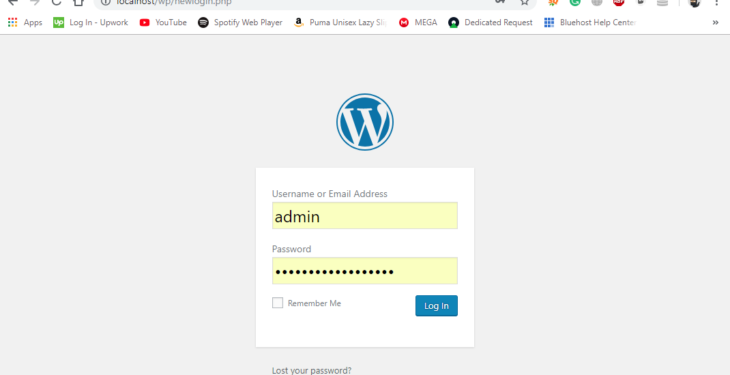 localhost/wp/newlogin.php
Apps Log In - Upwork YouTube Spotify Web Player Puma Unisex Lazy Sli MEGA Dedicated Request Bluehost Help Center »
Username or Email Address
admin
Password
••••••••••••••••••
Remember Me Log In
Lost your password?